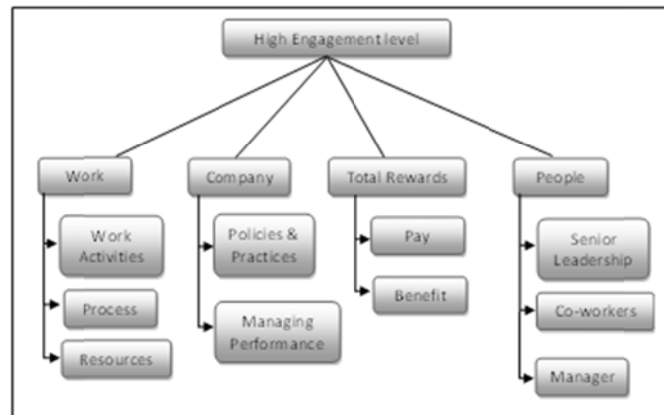 High Engagement level
Work
Company
Total Rewards
People
Work
Activities
Process
Resources
Policies &
Practices
Managing
Performance
Pay
Benefit
Senior
Leadership
Co-workers
Manager